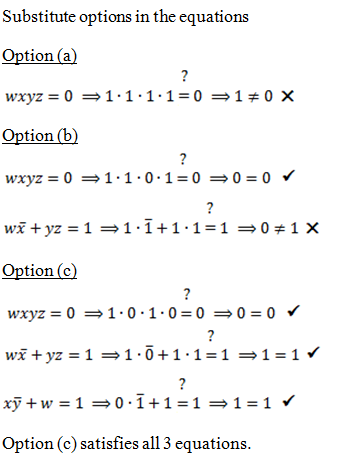 Substitute options in the equations
Option (a)
?
wxyz = 0 ⟹ 1·1·1·1 = 0 ⟹ 1 ≠ 0 ✕
Option (b)
?
wxyz = 0 ⟹ 1·1·0·1 = 0 ⟹ 0 = 0 ✔
?
wx̄ + yz = 1 ⟹ 1·1̄ + 1·1 = 1 ⟹ 0 ≠ 1 ✕
Option (c)
?
wxyz = 0 ⟹ 1·0·1·0 = 0 ⟹ 0 = 0 ✔
?
wx̄ + yz = 1 ⟹ 1·0̄ + 1·1 = 1 ⟹ 1 = 1 ✔
?
xȳ + w = 1 ⟹ 0·1̄ + 1 = 1 ⟹ 1 = 1 ✔
Option (c) satisfies all 3 equations.